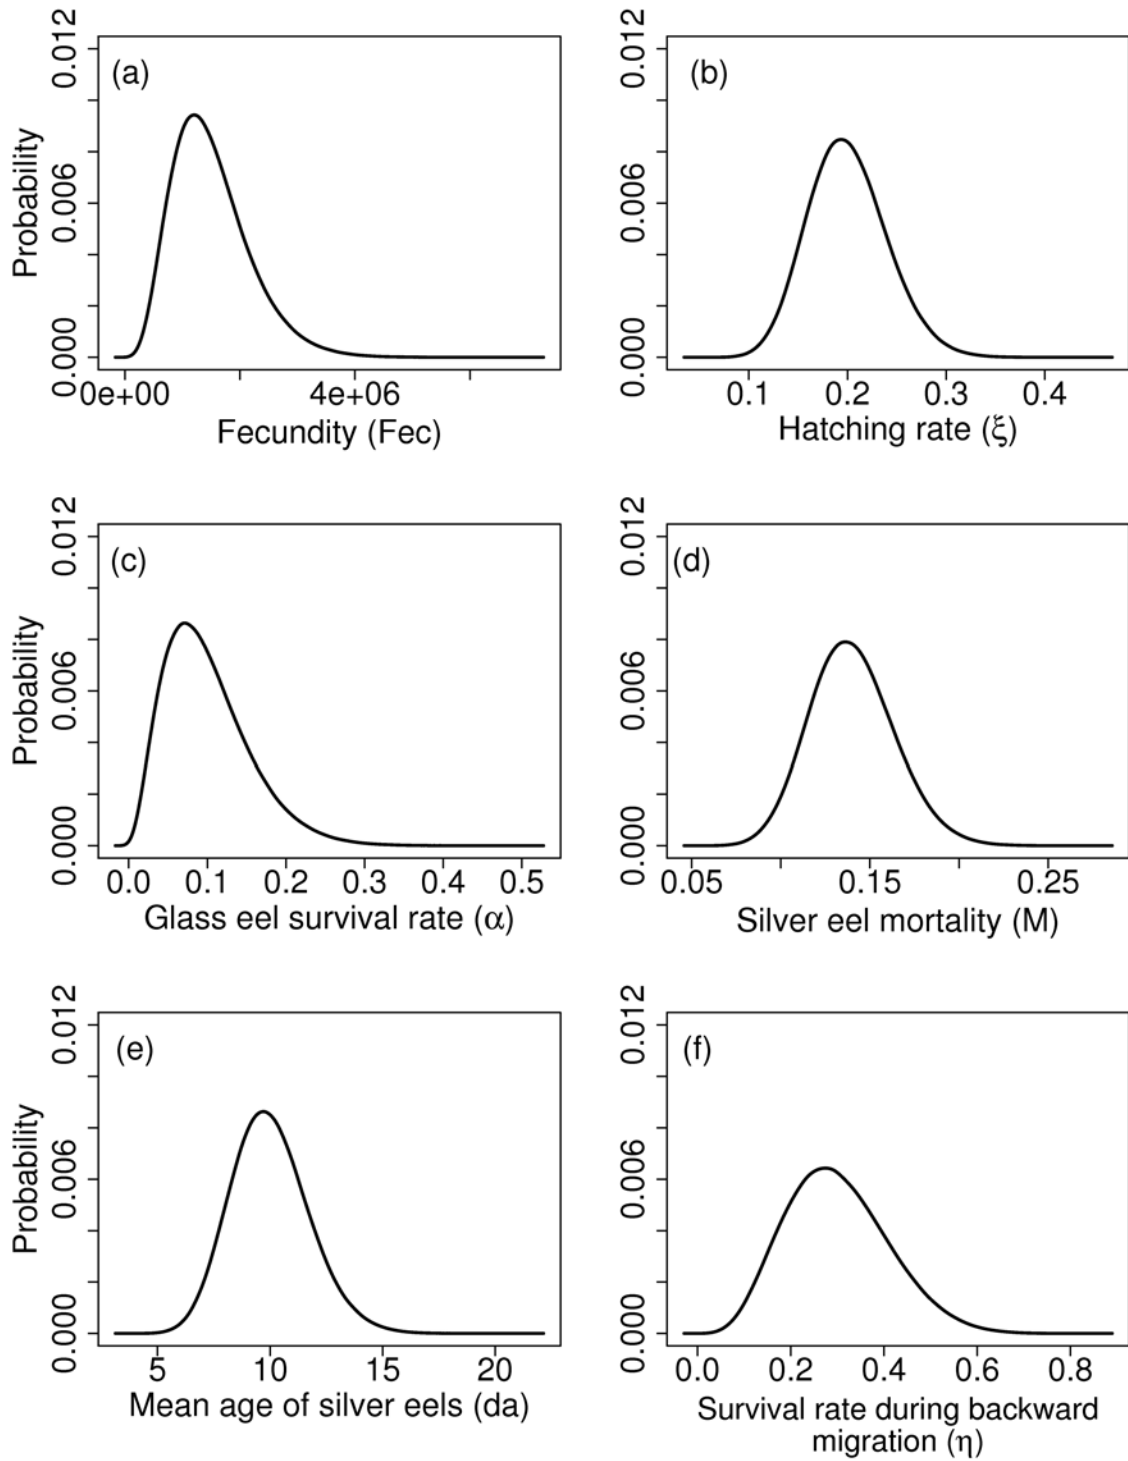 (a)
Probability
0.000 0.006 0.012
0e+00 4e+06
Fecundity (Fec)
(b)
0.000 0.006 0.012
0.1 0.2 0.3 0.4
Hatching rate (ξ)
(c)
Probability
0.000 0.006 0.012
0.0 0.1 0.2 0.3 0.4 0.5
Glass eel survival rate (α)
(d)
0.000 0.006 0.012
0.05 0.15 0.25
Silver eel mortality (M)
(e)
Probability
0.000 0.006 0.012
5 10 15 20
Mean age of silver eels (da)
(f)
0.000 0.006 0.012
0.0 0.2 0.4 0.6 0.8
Survival rate during backward
migration (η)